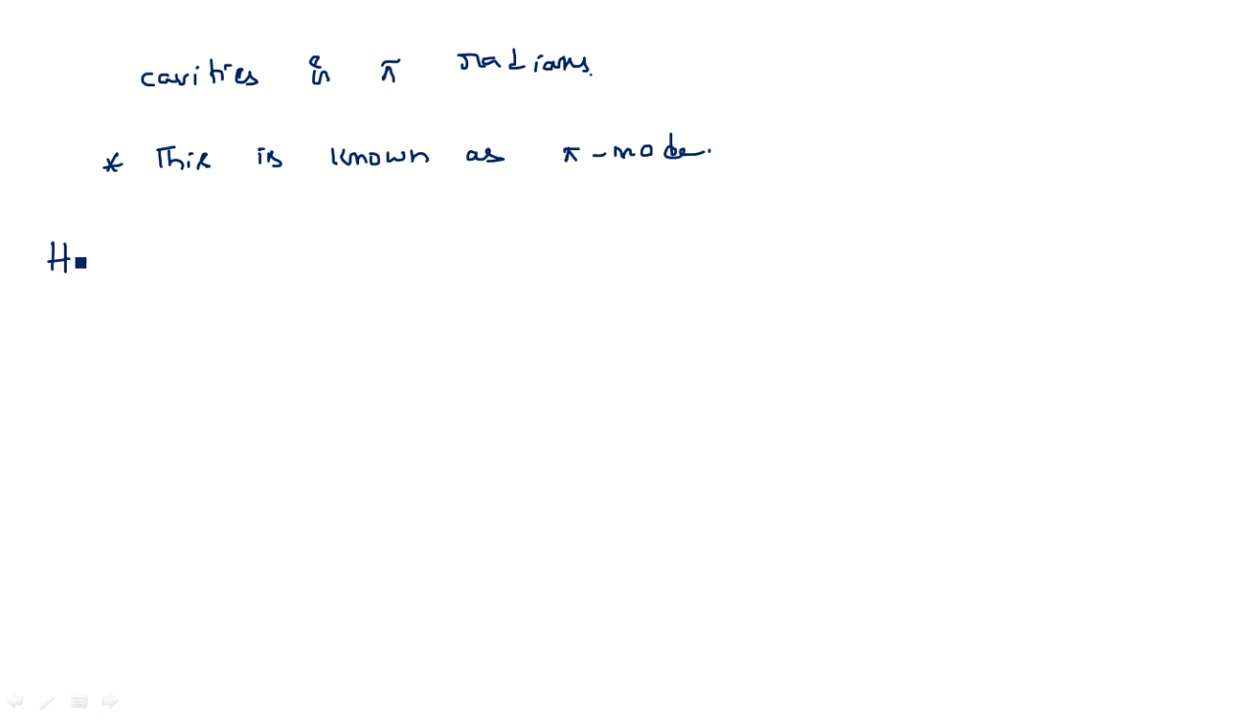 cavities is π radians.
* This is known as π-mode.
H